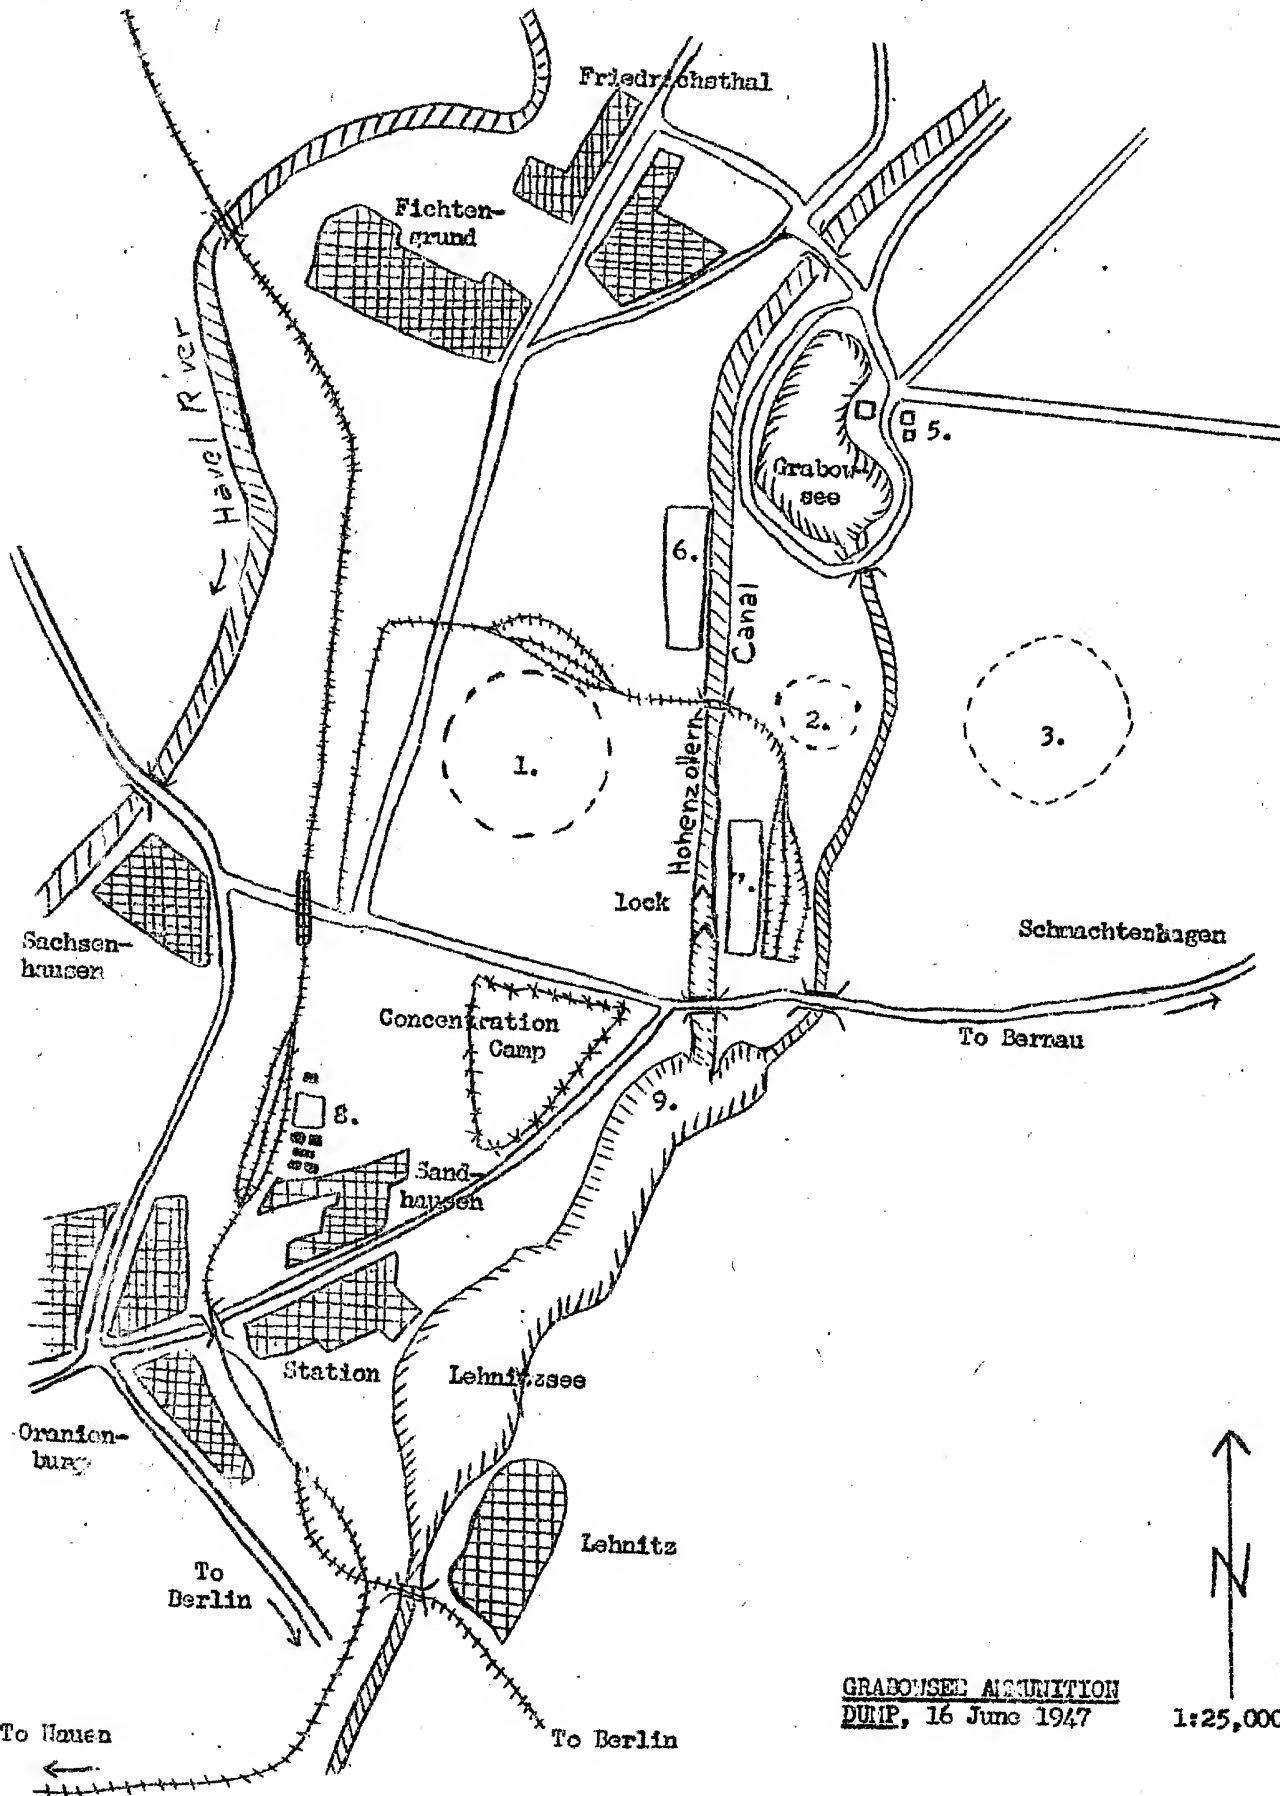 Friedrichsthal
Fichten-
grund
Havel River
5.
Grabow-
see
6.
Canal
2.
3.
1.
Hohenzollern
7.
lock
Sachsen-
hausen
Schmachtenhagen
Concentration
Camp
To Bernau
9.
8.
Sand-
hausen
Station
Lehnitzsee
Oranien-
burg
Lehnitz
To
Berlin
N
GRABOWSEE AMMUNITION
DUMP, 16 June 1947
1:25,000
To Nauen
To Berlin